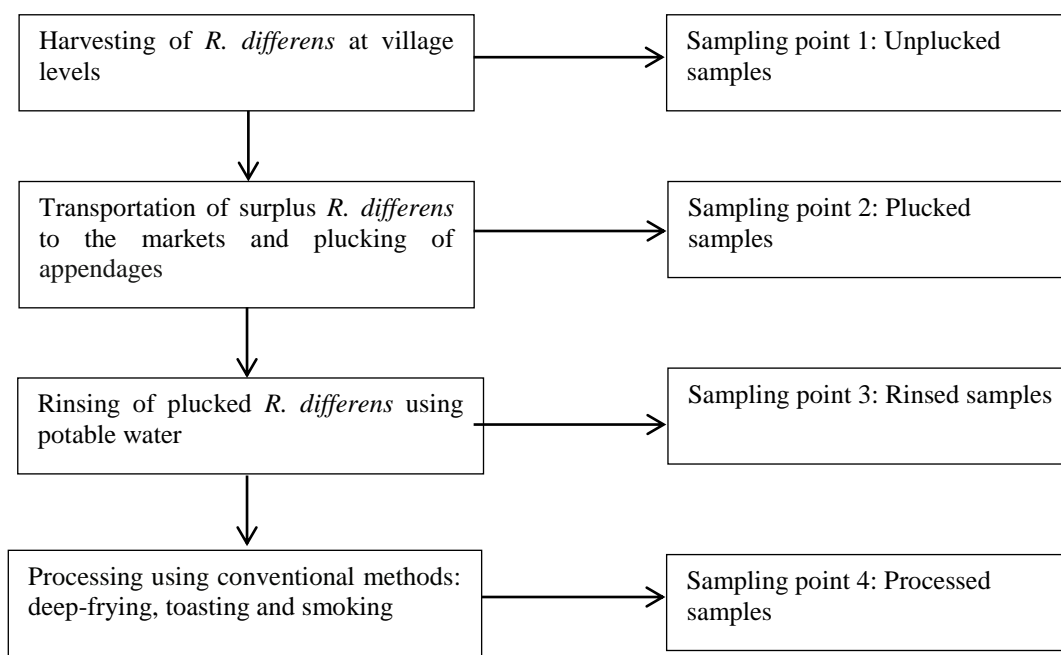 Harvesting of R. differens at village
levels
Sampling point 1: Unplucked
samples
Transportation of surplus R. differens
to the markets and plucking of
appendages
Sampling point 2: Plucked
samples
Rinsing of plucked R. differens using
potable water
Sampling point 3: Rinsed samples
Processing using conventional methods:
deep-frying, toasting and smoking
Sampling point 4: Processed
samples